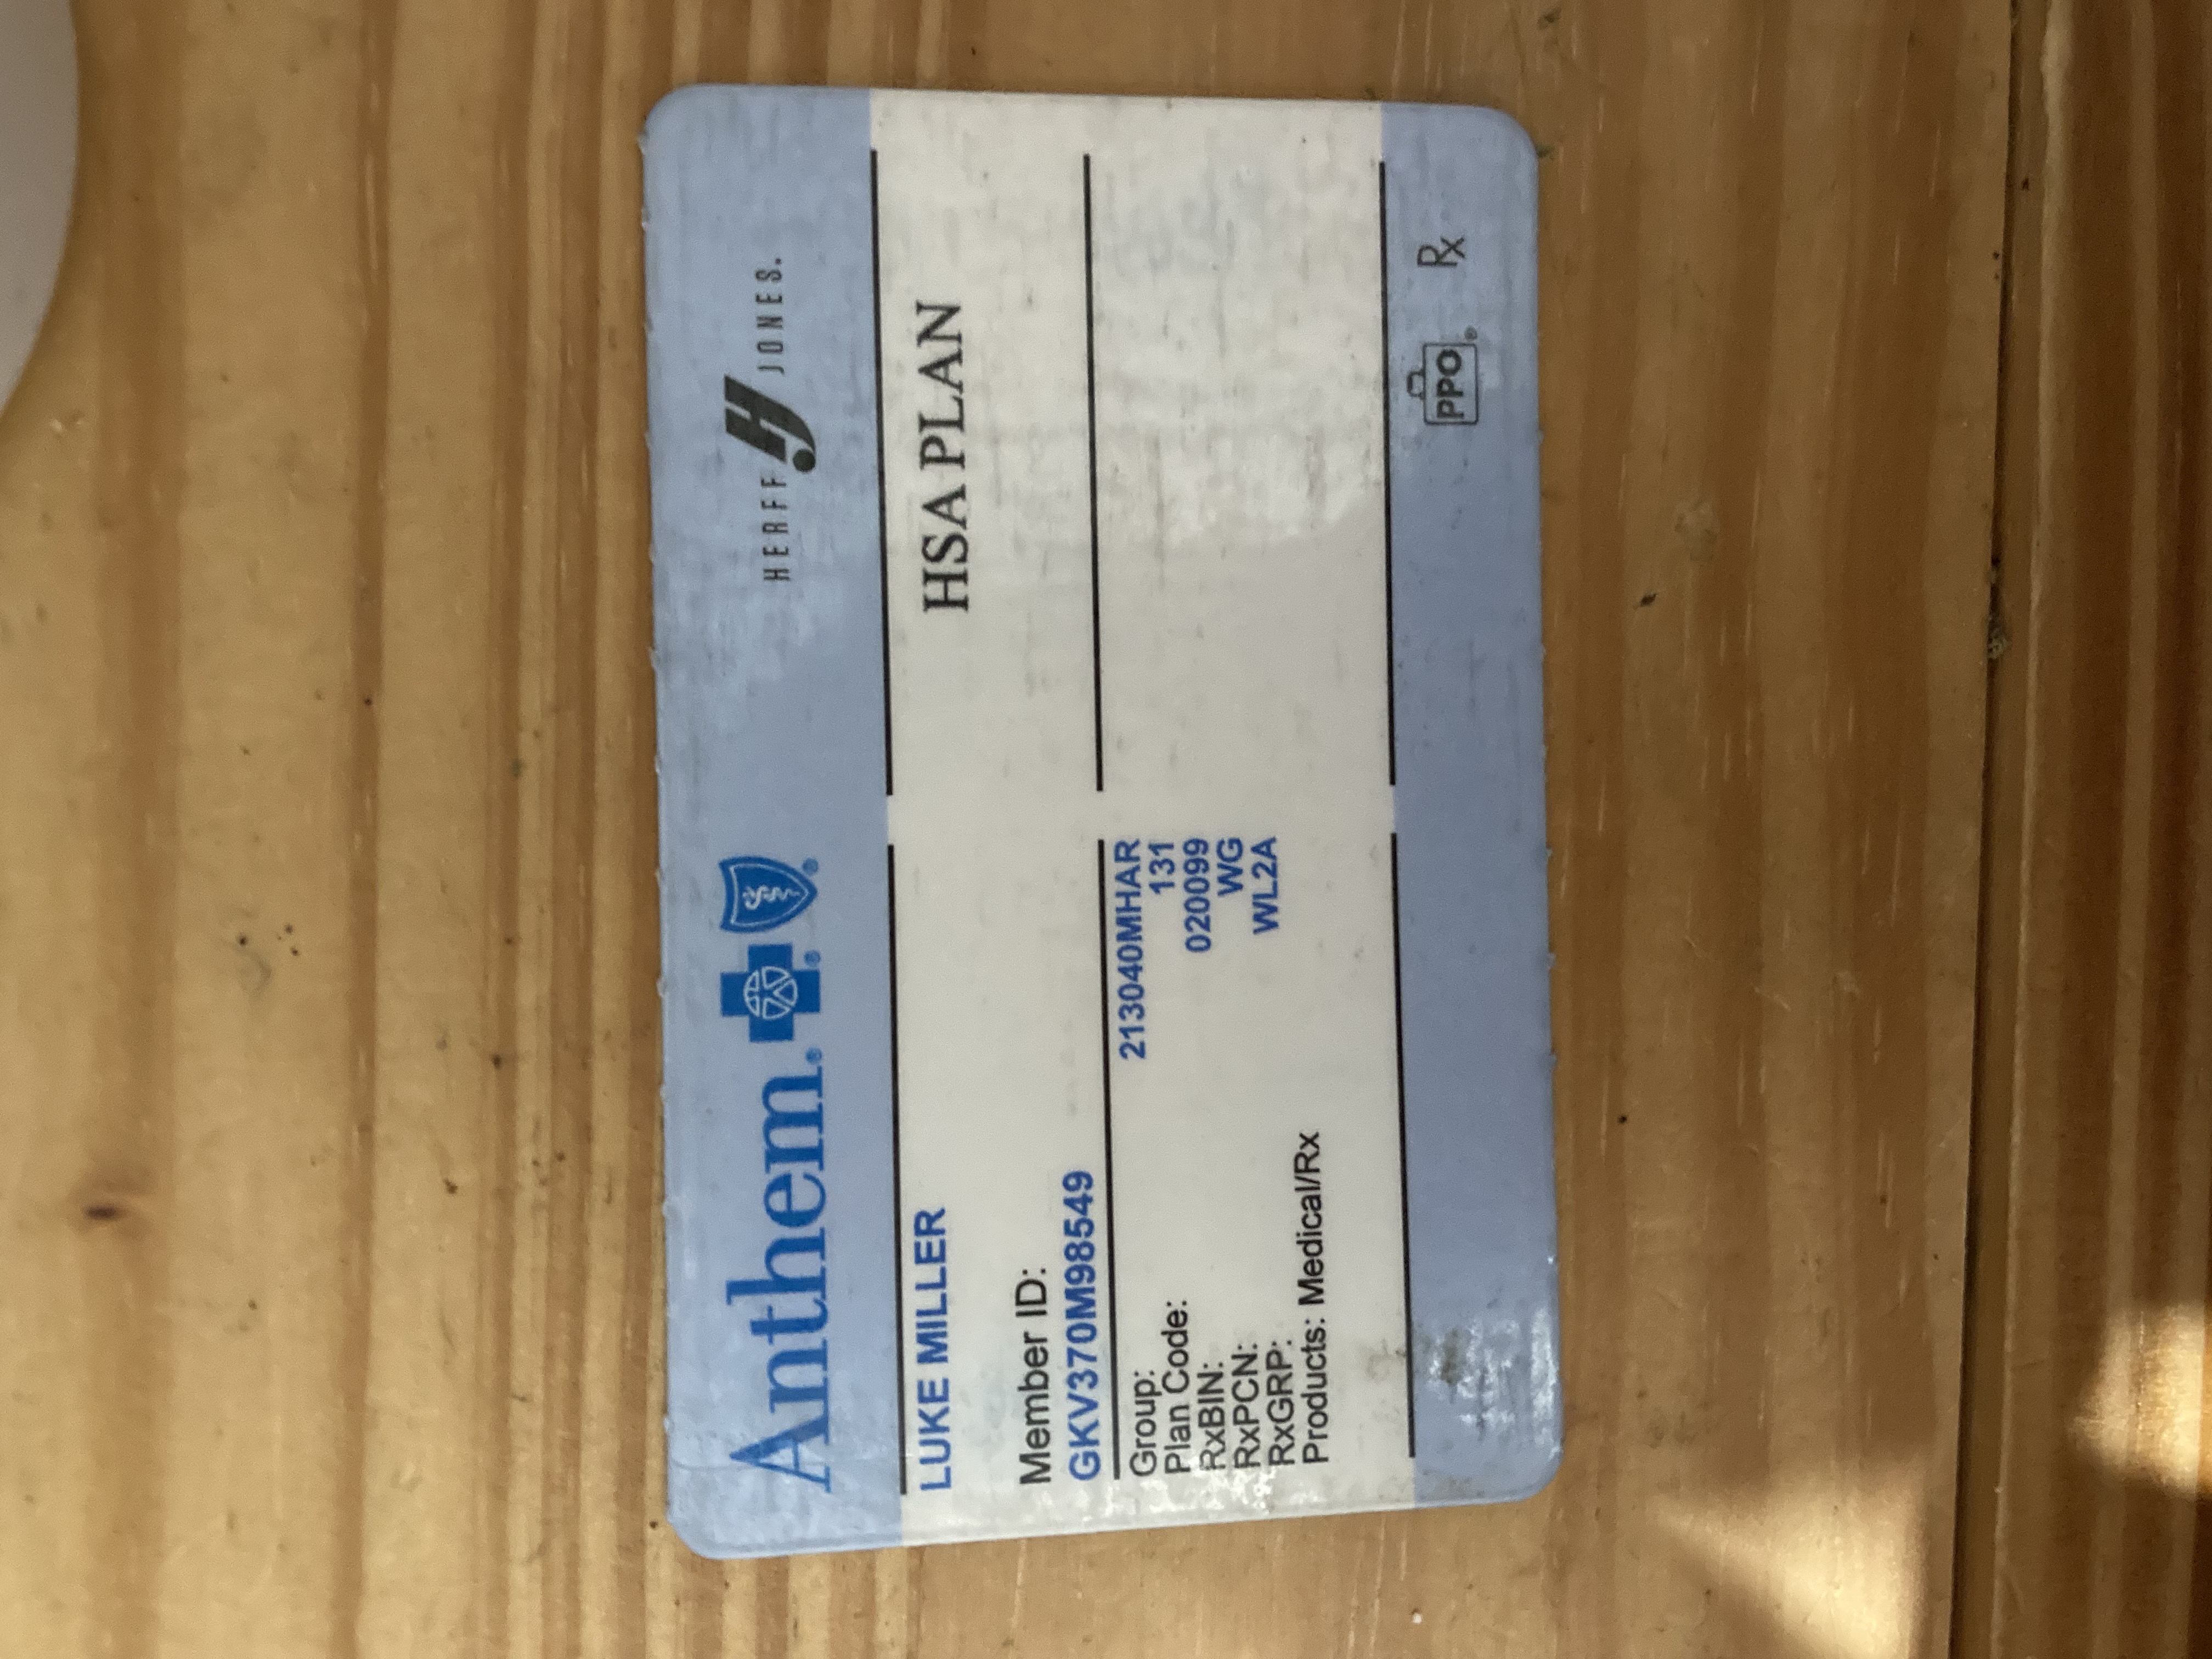 Anthem®
HERFF HJ JONES.
LUKE MILLER
HSA PLAN
Member ID:
GKV370M98549
Group: 213040MHAR
Plan Code: 131
RxBIN: 020099
RxPCN: WG
RxGRP: WL2A
Products: Medical/Rx
PPO® Rx